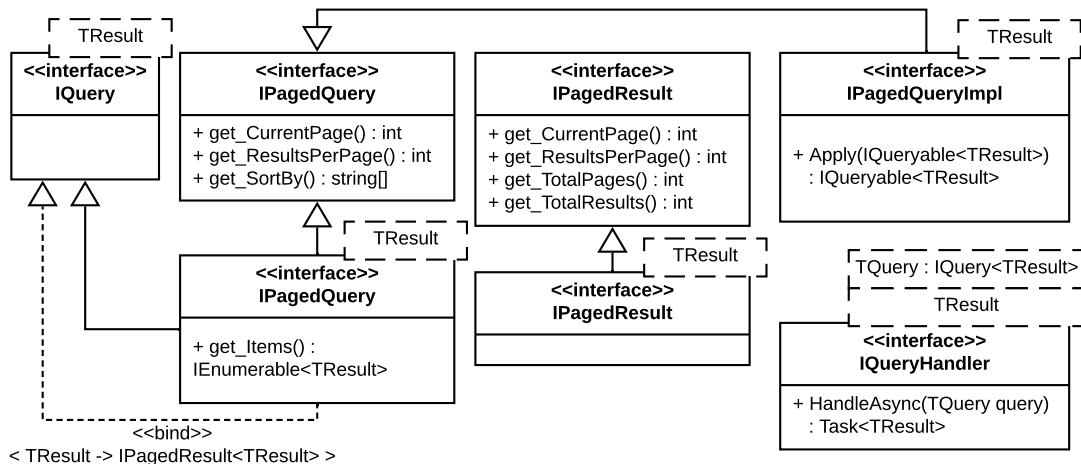 TResult
<<interface>>
IQuery
<<interface>>
IPagedQuery
+ get_CurrentPage() : int
+ get_ResultsPerPage() : int
+ get_SortBy() : string[]
<<interface>>
IPagedResult
+ get_CurrentPage() : int
+ get_ResultsPerPage() : int
+ get_TotalPages() : int
+ get_TotalResults() : int
TResult
<<interface>>
IPagedQueryImpl
+ Apply(IQueryable<TResult>)
: IQueryable<TResult>
TResult
<<interface>>
IPagedQuery
+ get_Items() :
IEnumerable<TResult>
TResult
<<interface>>
IPagedResult
TQuery : IQuery<TResult>
TResult
<<interface>>
IQueryHandler
+ HandleAsync(TQuery query)
: Task<TResult>
<<bind>>
< TResult -> IPagedResult<TResult> >